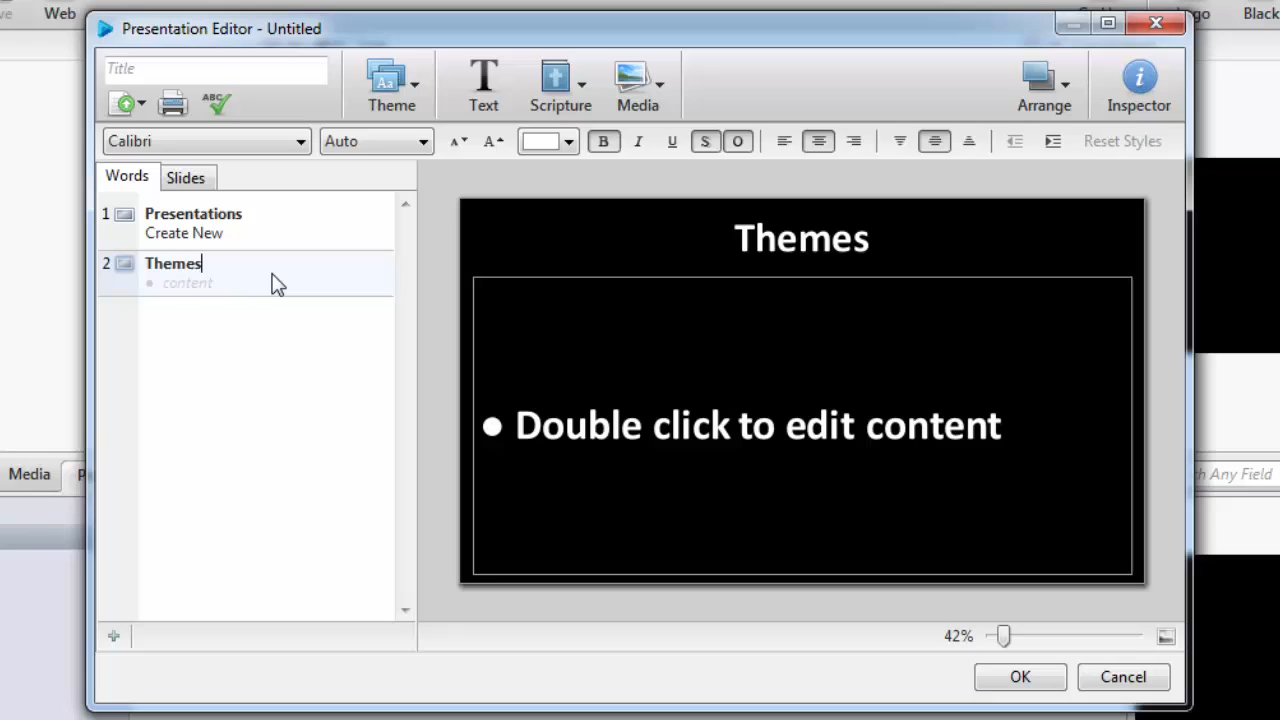 Web
Black
Presentation Editor - Untitled
Title
Theme
Text
Scripture
Media
Arrange
Inspector
ABC
Calibri
Auto
B
I
U
S
O
Reset Styles
Words
Slides
1
Presentations
Create New
2
Themes
• content
Themes
• Double click to edit content
Media
Any Field
42%
OK
Cancel